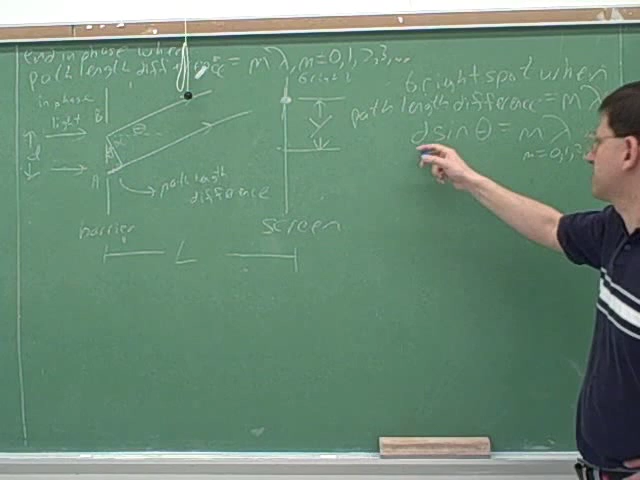 end in phase when
path length difference = mλ, m=0,1,2,3,...
in phase
light
B
d
θ
A
path length
difference
barrier
L
bright
y
screen
bright spot when
path length difference = mλ
d sin θ = mλ
m=0,1,2